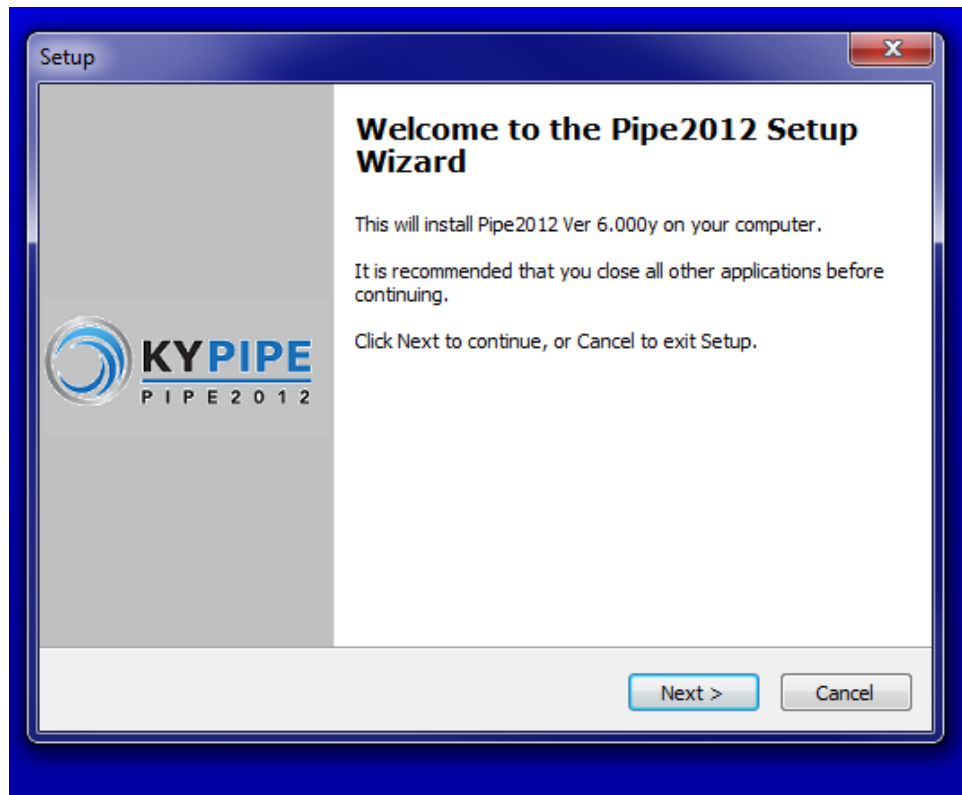 Setup
Welcome to the Pipe2012 Setup
Wizard
This will install Pipe2012 Ver 6.000y on your computer.
It is recommended that you close all other applications before
continuing.
Click Next to continue, or Cancel to exit Setup.
KYPIPE
PIPE2012
Next >
Cancel